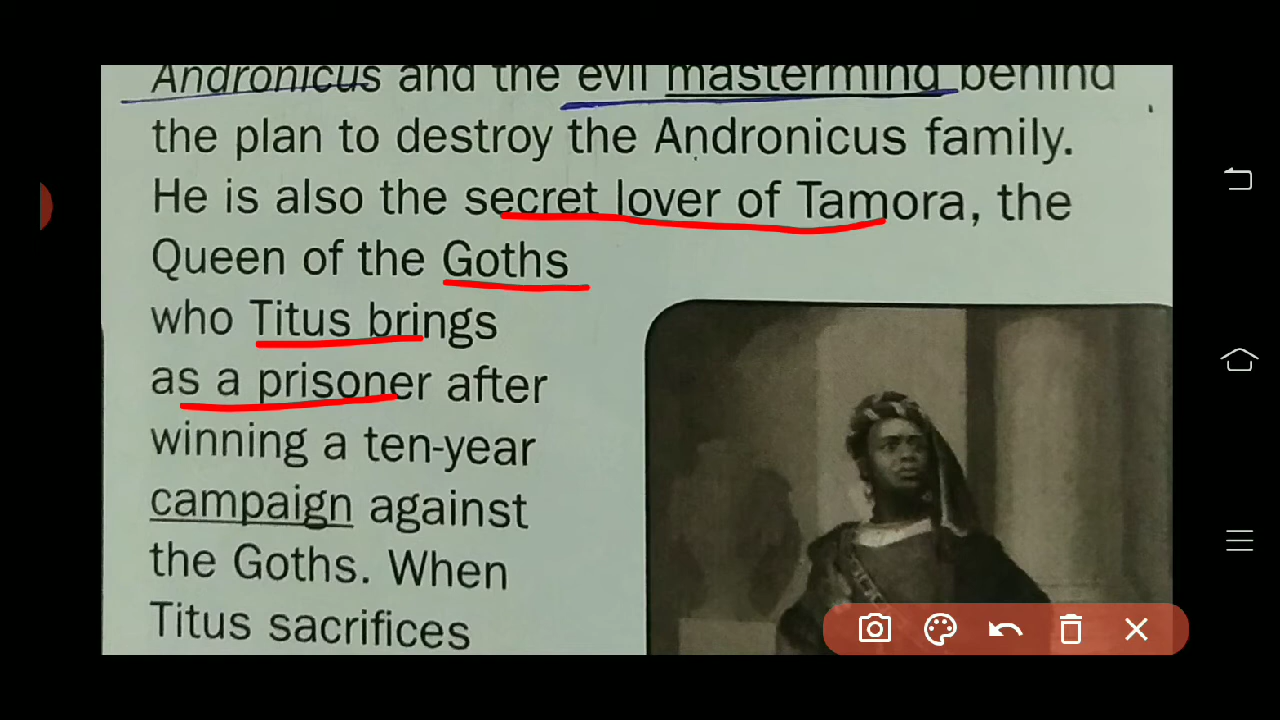 Andronicus and the evil mastermind behind
the plan to destroy the Andronicus family.
He is also the secret lover of Tamora, the
Queen of the Goths
who Titus brings
as a prisoner after
winning a ten-year
campaign against
the Goths. When
Titus sacrifices